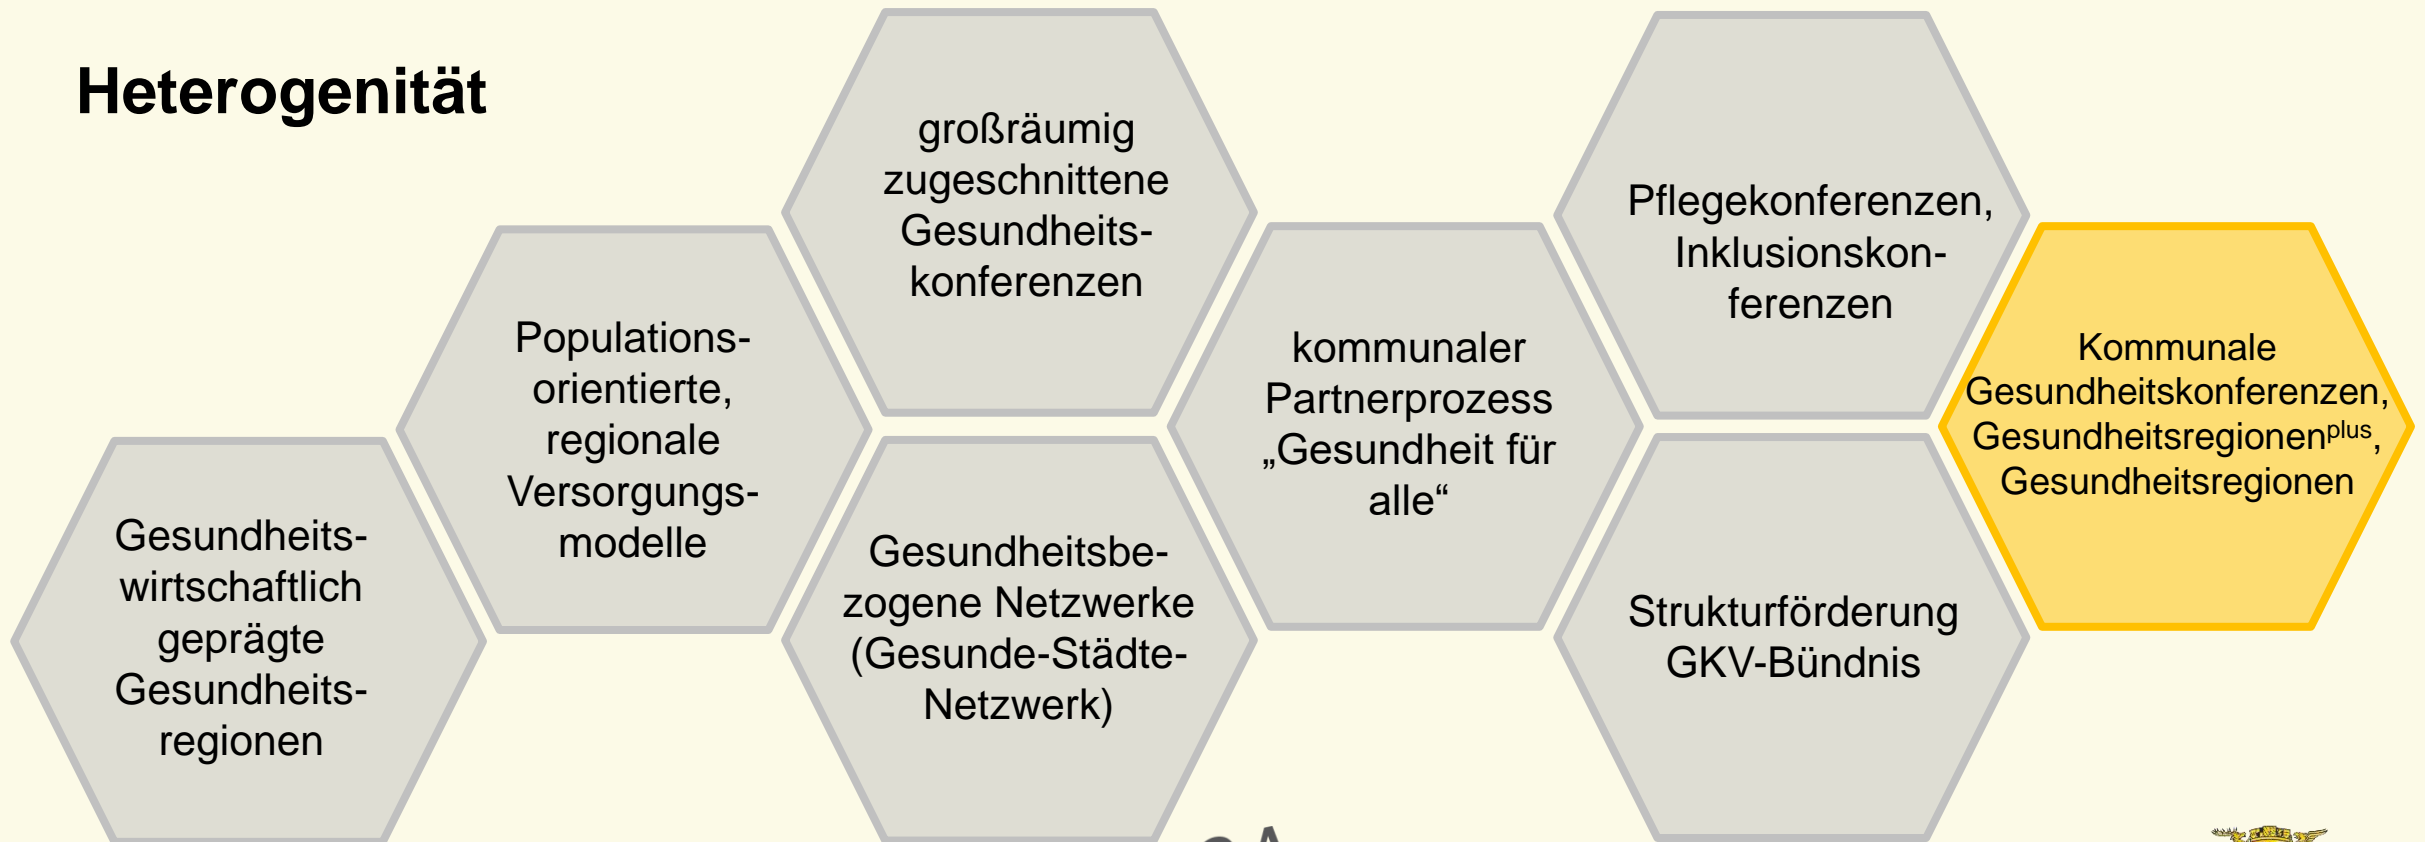 Heterogenität
Gesundheits-
wirtschaftlich
geprägte
Gesundheits-
regionen
Populations-
orientierte,
regionale
Versorgungs-
modelle
großräumig
zugeschnittene
Gesundheits-
konferenzen
Gesundheitsbe-
zogene Netzwerke
(Gesunde-Städte-
Netzwerk)
kommunaler
Partnerprozess
„Gesundheit für
alle“
Pflegekonferenzen,
Inklusionskon-
ferenzen
Strukturförderung
GKV-Bündnis
Kommunale
Gesundheitskonferenzen,
Gesundheitsregionenplus,
Gesundheitsregionen